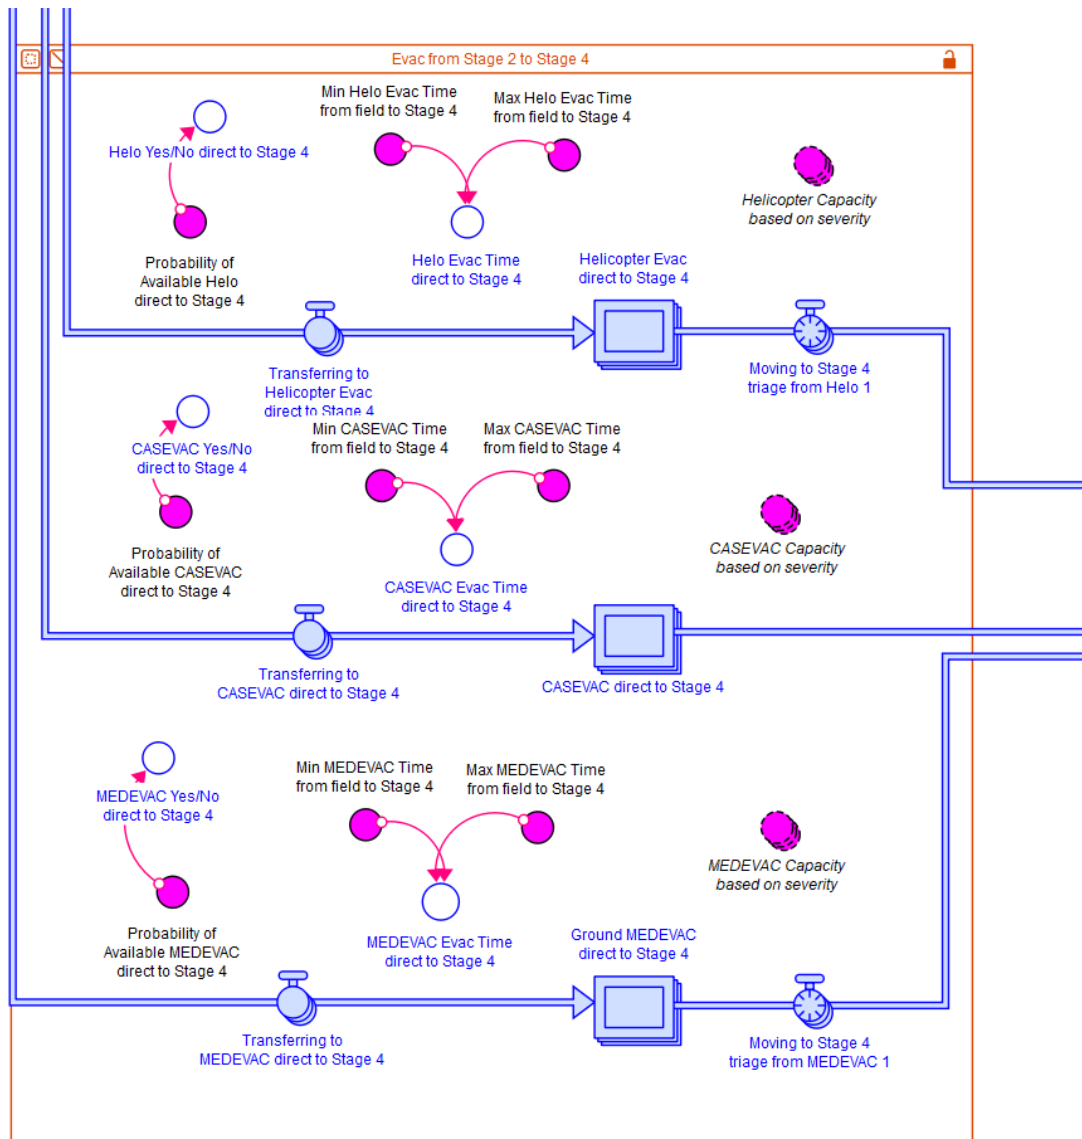 Evac from Stage 2 to Stage 4
Min Helo Evac Time
from field to Stage 4
Max Helo Evac Time
from field to Stage 4
Helo Yes/No direct to Stage 4
Helicopter Capacity
based on severity
Probability of
Available Helo
direct to Stage 4
Helo Evac Time
direct to Stage 4
Helicopter Evac
direct to Stage 4
Transferring to
Helicopter Evac
direct to Stage 4
Moving to Stage 4
triage from Helo 1
Min CASEVAC Time
from field to Stage 4
Max CASEVAC Time
from field to Stage 4
CASEVAC Yes/No
direct to Stage 4
CASEVAC Capacity
based on severity
Probability of
Available CASEVAC
direct to Stage 4
CASEVAC Evac Time
direct to Stage 4
Transferring to
CASEVAC direct to Stage 4
CASEVAC direct to Stage 4
Min MEDEVAC Time
from field to Stage 4
Max MEDEVAC Time
from field to Stage 4
MEDEVAC Yes/No
direct to Stage 4
MEDEVAC Capacity
based on severity
Probability of
Available MEDEVAC
direct to Stage 4
MEDEVAC Evac Time
direct to Stage 4
Ground MEDEVAC
direct to Stage 4
Transferring to
MEDEVAC direct to Stage 4
Moving to Stage 4
triage from MEDEVAC 1